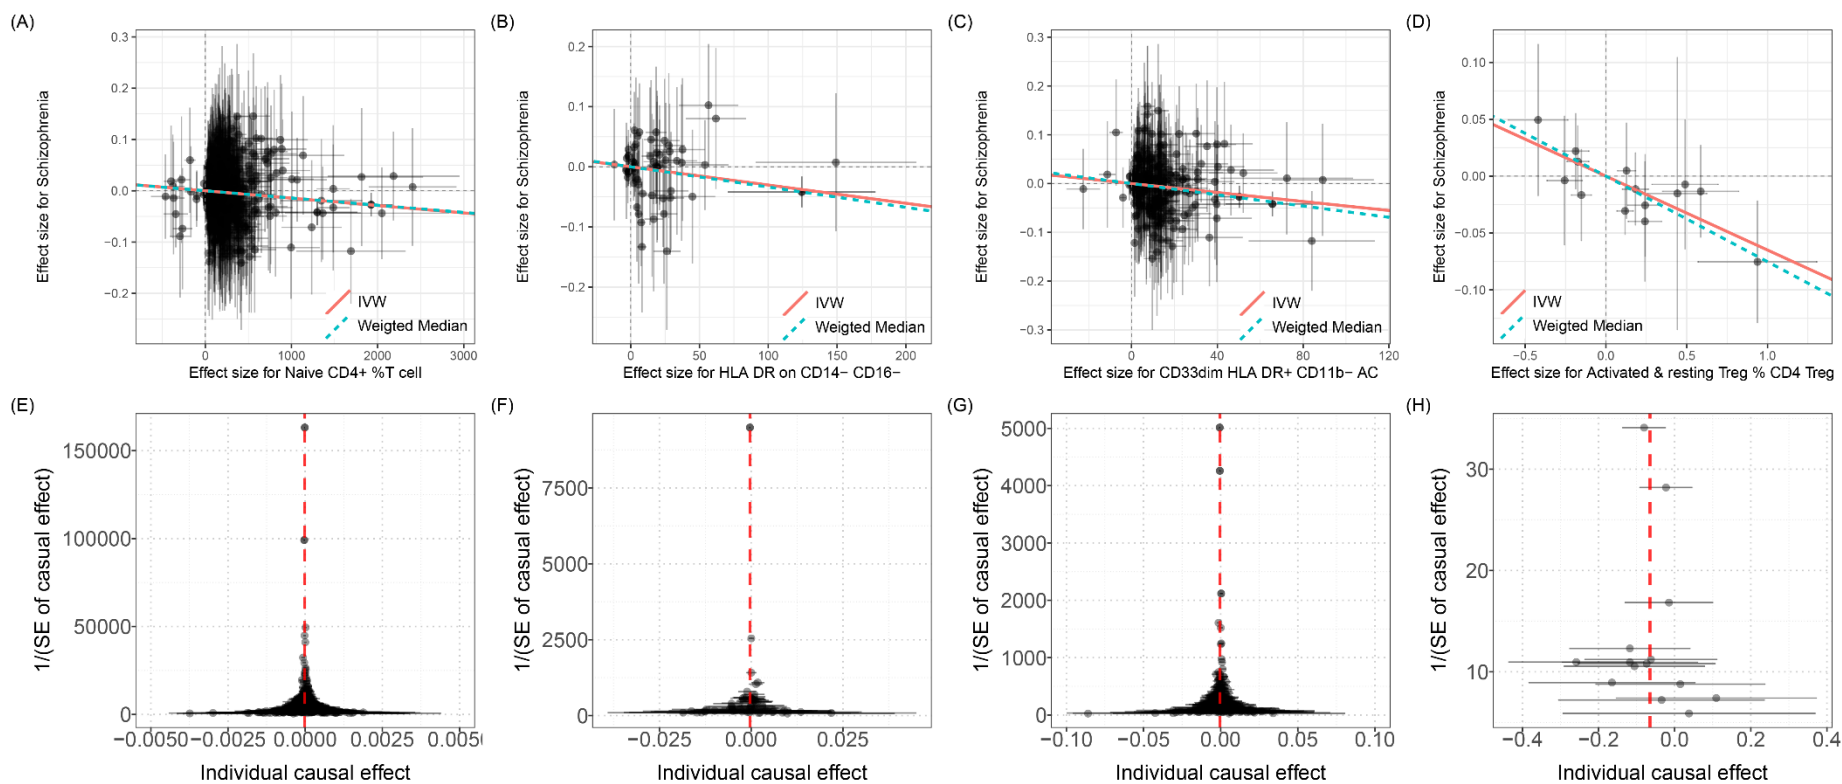 (A)
0.3
0.2
0.1
0.0
−0.1
−0.2
Effect size for Schizophrenia
IVW
Weigted Median
0
1000
2000
3000
Effect size for Naive CD4+ %T cell
(B)
0.2
0.1
0.0
−0.1
−0.2
Effect size for Schizophrenia
IVW
Weigted Median
0
50
100
150
200
Effect size for HLA DR on CD14− CD16−
(C)
0.3
0.2
0.1
0.0
−0.1
−0.2
−0.3
Effect size for Schizophrenia
IVW
Weigted Median
0
40
80
120
Effect size for CD33dim HLA DR+ CD11b− AC
(D)
0.10
0.05
0.00
−0.05
−0.10
Effect size for Schizophrenia
IVW
Weigted Median
−0.5
0.0
0.5
1.0
Effect size for Activated & resting Treg % CD4 Treg
(E)
150000
100000
50000
0
1/(SE of casual effect)
−0.0050
−0.0025
0.0000
0.0025
0.005(
Individual causal effect
(F)
7500
5000
2500
0
1/(SE of casual effect)
−0.025
0.000
0.025
Individual causal effect
(G)
5000
4000
3000
2000
1000
0
1/(SE of casual effect)
−0.10
−0.05
0.00
0.05
0.10
Individual causal effect
(H)
30
20
10
1/(SE of casual effect)
−0.4
−0.2
0.0
0.2
0.4
Individual causal effect